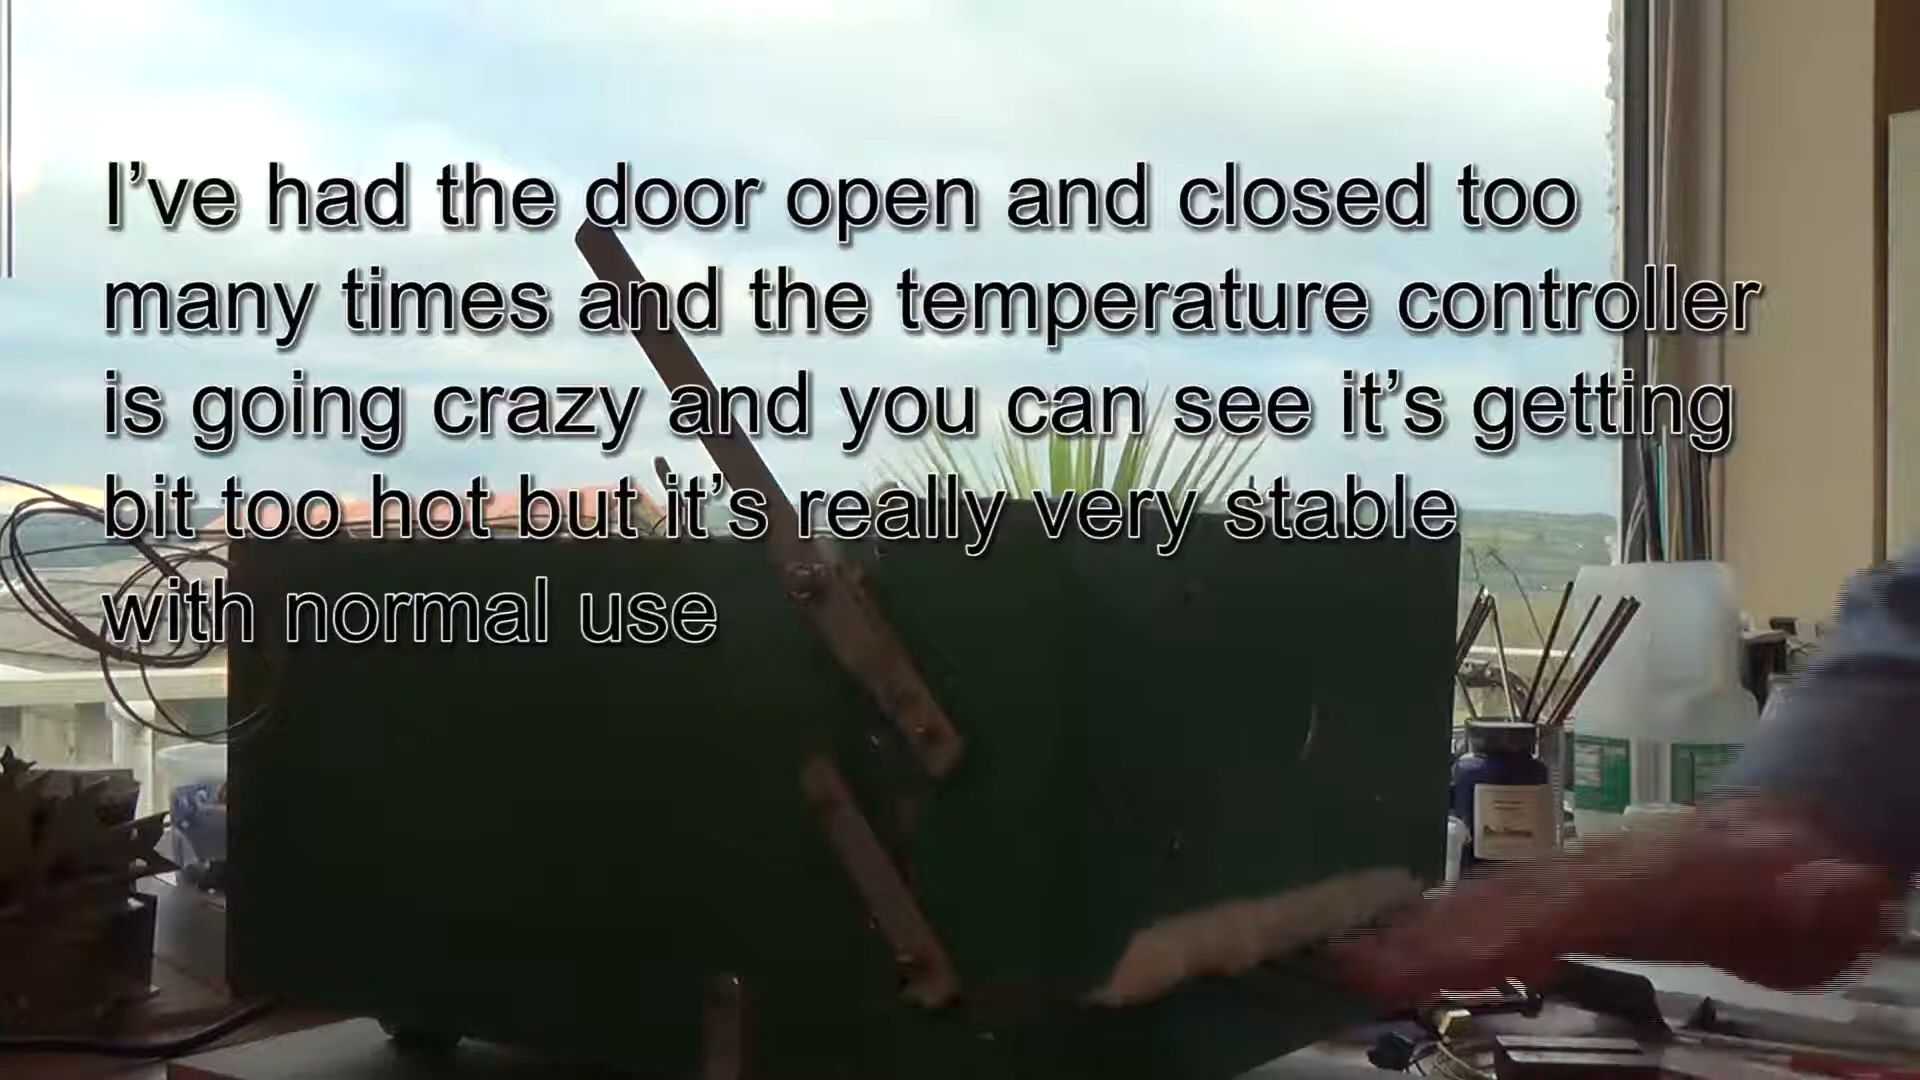 I’ve had the door open and closed too
many times and the temperature controller
is going crazy and you can see it’s getting
bit too hot but it’s really very stable
with normal use